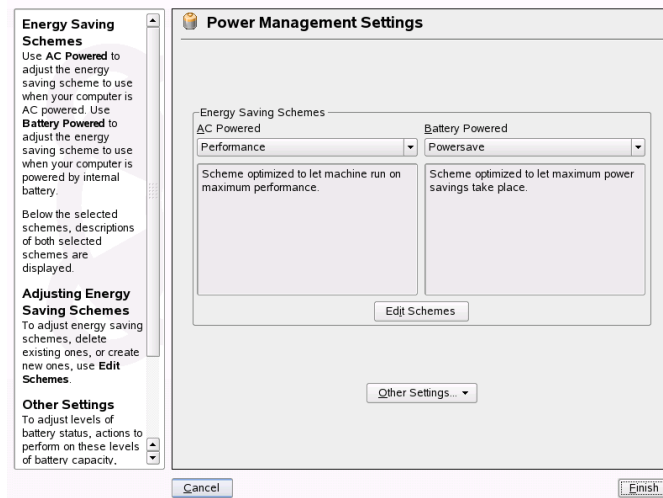 Energy Saving
Schemes
Use AC Powered to
adjust the energy
saving scheme to use
when your computer is
AC powered. Use
Battery Powered to
adjust the energy
saving scheme to use
when your computer is
powered by internal
battery.
Below the selected
schemes, descriptions
of both selected
schemes are
displayed.
Adjusting Energy
Saving Schemes
To adjust energy saving
schemes, delete
existing ones, or create
new ones, use Edit
Schemes.
Other Settings
To adjust levels of
battery status, actions to
perform on these levels
of battery capacity,
Power Management Settings
Energy Saving Schemes
AC Powered
Performance
Scheme optimized to let machine run on
maximum performance.
Battery Powered
Powersave
Scheme optimized to let maximum power
savings take place.
Edit Schemes
Other Settings...
Cancel
Finish